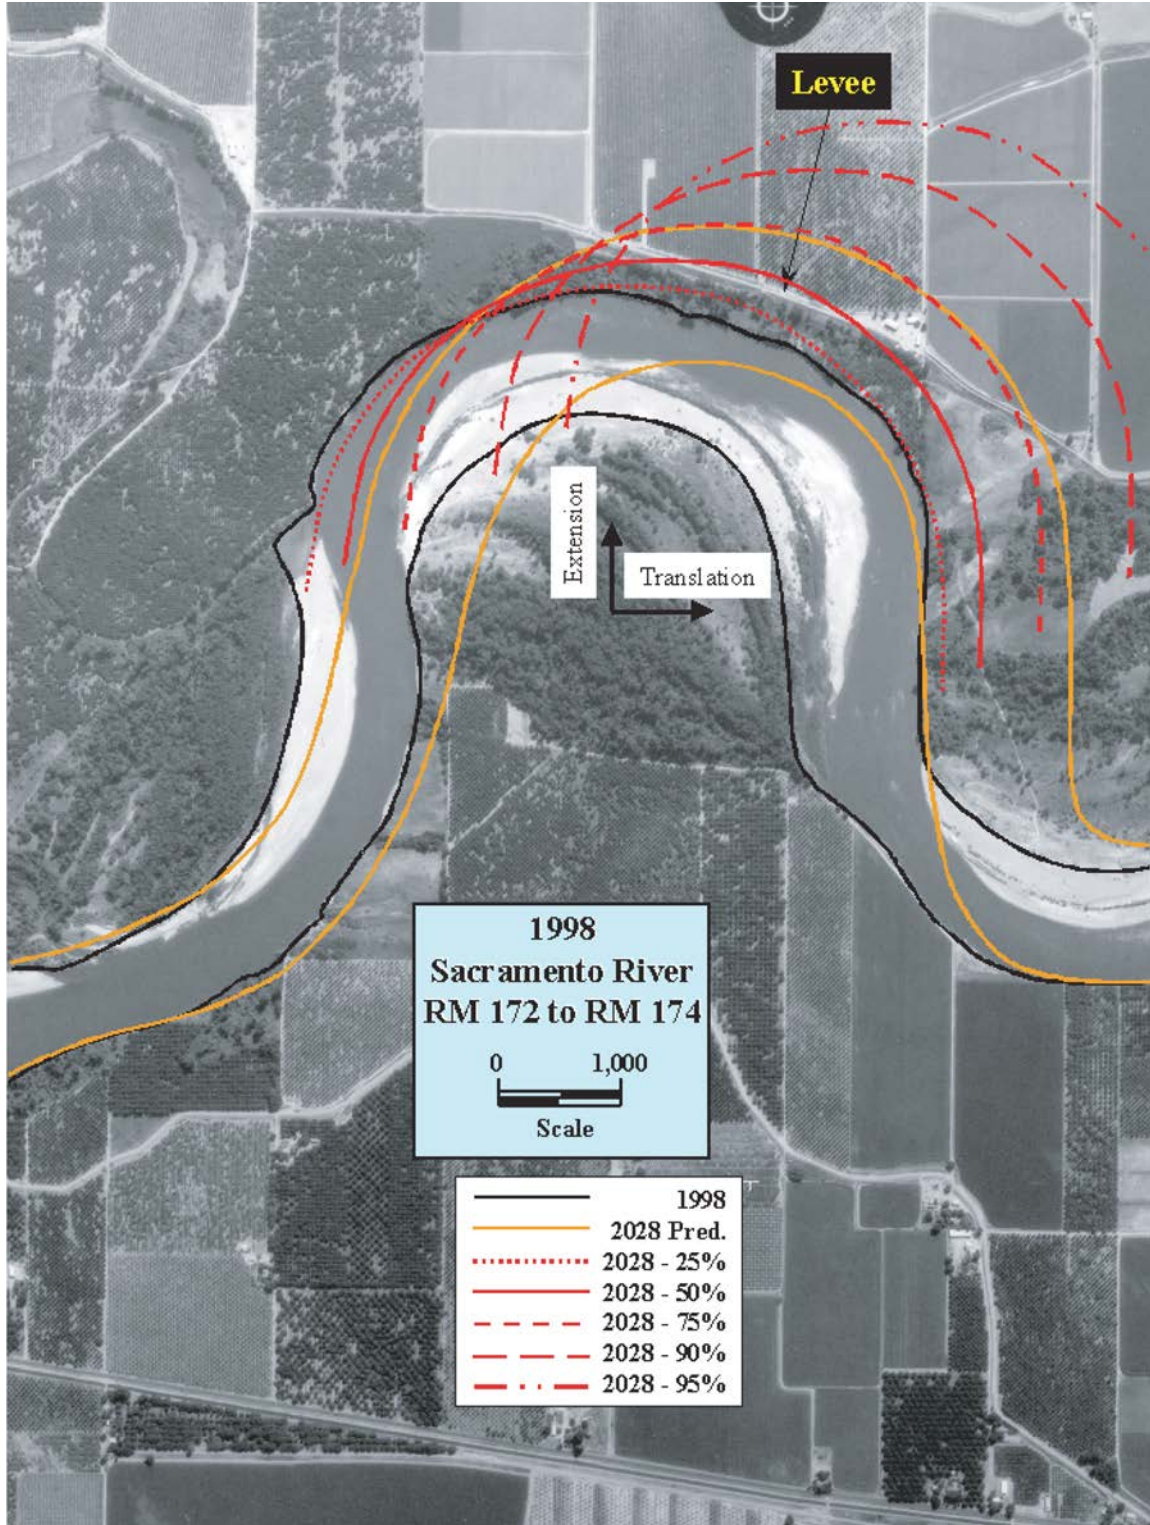 Levee
Extension
Translation
1998
Sacramento River
RM 172 to RM 174
0 1,000
Scale
1998
2028 Pred.
2028 - 25%
2028 - 50%
2028 - 75%
2028 - 90%
2028 - 95%